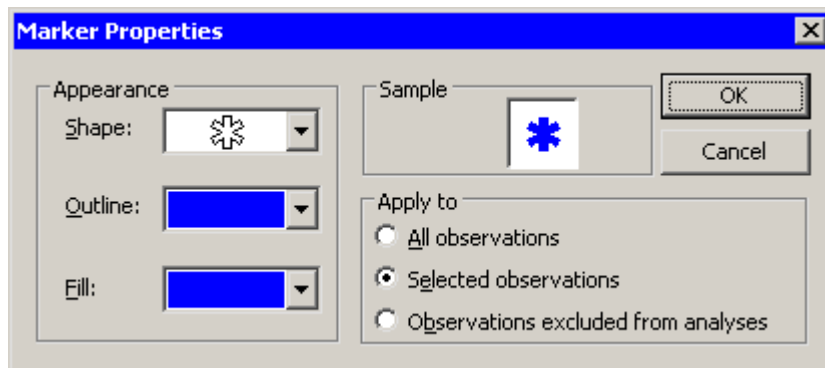 Marker Properties
Appearance
Shape:
Outline:
Fill:
Sample
OK
Cancel
Apply to
All observations
Selected observations
Observations excluded from analyses